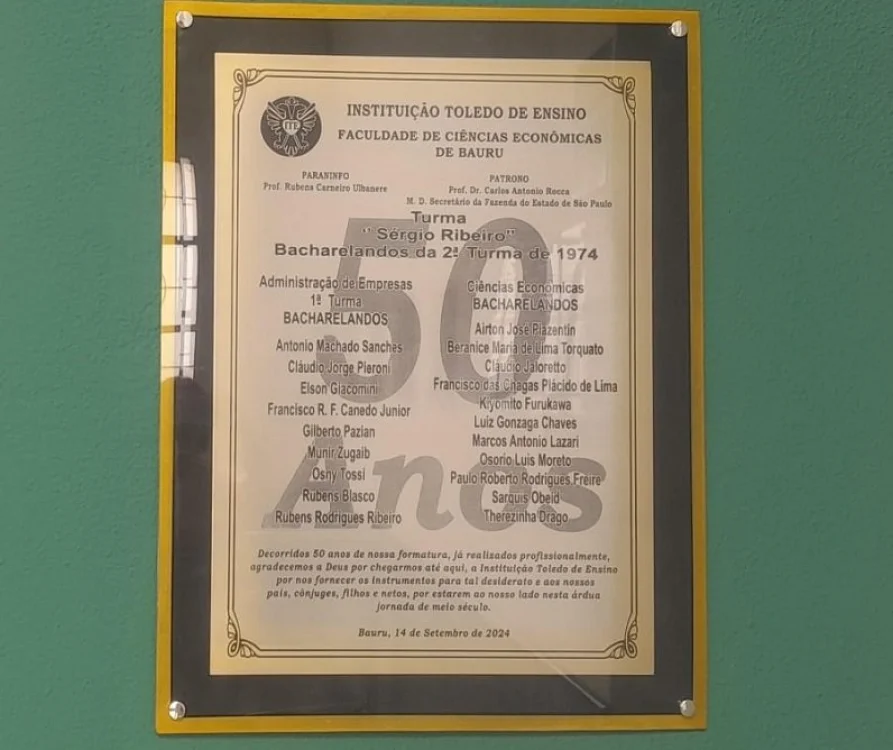 ITE
INSTITUIÇÃO TOLEDO DE ENSINO
FACULDADE DE CIÊNCIAS ECONÔMICAS
DE BAURU
PARANINFO
Prof. Rubens Carneiro Ulbanere
PATRONO
Prof. Dr. Carlos Antonio Rocca
M. D. Secretário da Fazenda do Estado de São Paulo
50
Anos
Turma
" Sérgio Ribeiro"
Bacharelandos da 2ª Turma de 1974
Administração de Empresas
1ª Turma
BACHARELANDOS
Antonio Machado Sanches
Cláudio Jorge Pieroni
Elson Giacomini
Francisco R. F. Canedo Junior
Gilberto Pazian
Munir Zugaib
Osny Tossi
Rubens Blasco
Rubens Rodrigues Ribeiro
Ciências Econômicas
BACHARELANDOS
Airton José Piazentin
Beranice Maria de Lima Torquato
Claudio Jaloretto
Francisco das Chagas Plácido de Lima
Kiyomito Furukawa
Luiz Gonzaga Chaves
Marcos Antonio Lazari
Osorio Luis Moreto
Paulo Roberto Rodrigues Freire
Sarquis Obeid
Therezinha Drago
Decorridos 50 anos de nossa formatura, já realizados profissionalmente,
agradecemos a Deus por chegarmos até aqui, a Instituição Toledo de Ensino
por nos fornecer os instrumentos para tal desiderato e aos nossos
pais, cônjuges, filhos e netos, por estarem ao nosso lado nesta árdua
jornada de meio século.
Bauru, 14 de Setembro de 2024